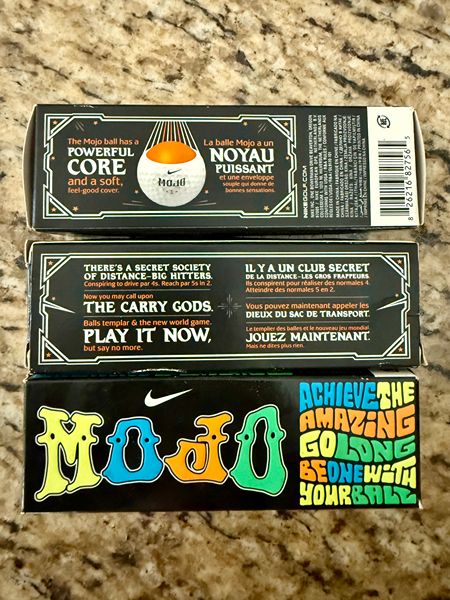 The Mojo ball has a
POWERFUL
CORE
and a soft,
feel-good cover.
MOJO
1
La balle Mojo a un
NOYAU
PUISSANT
et une enveloppe
souple qui donne de
bonnes sensations.
NIKEGOLF.COM
8 26216 82756 5
THERE'S A SECRET SOCIETY
OF DISTANCE-BIG HITTERS.
Conspiring to drive par 4s. Reach par 5s in 2.
Now you may call upon
THE CARRY GODS.
Balls templar & the new world game.
PLAY IT NOW,
but say no more.
IL Y A UN CLUB SECRET
DE LA DISTANCE-LES GROS FRAPPEURS.
Ils conspirent pour réaliser des normales 4.
Atteindre des normales 5 en 2.
Vous pouvez maintenant appeler les
DIEUX DU SAC DE TRANSPORT.
Le templier des balles et le nouveau jeu mondial
JOUEZ MAINTENANT.
Mais ne dites plus rien.
MOJO
ACHIEVE THE
AMAZING
GO LONG
BE ONE WITH
YOUR BALL